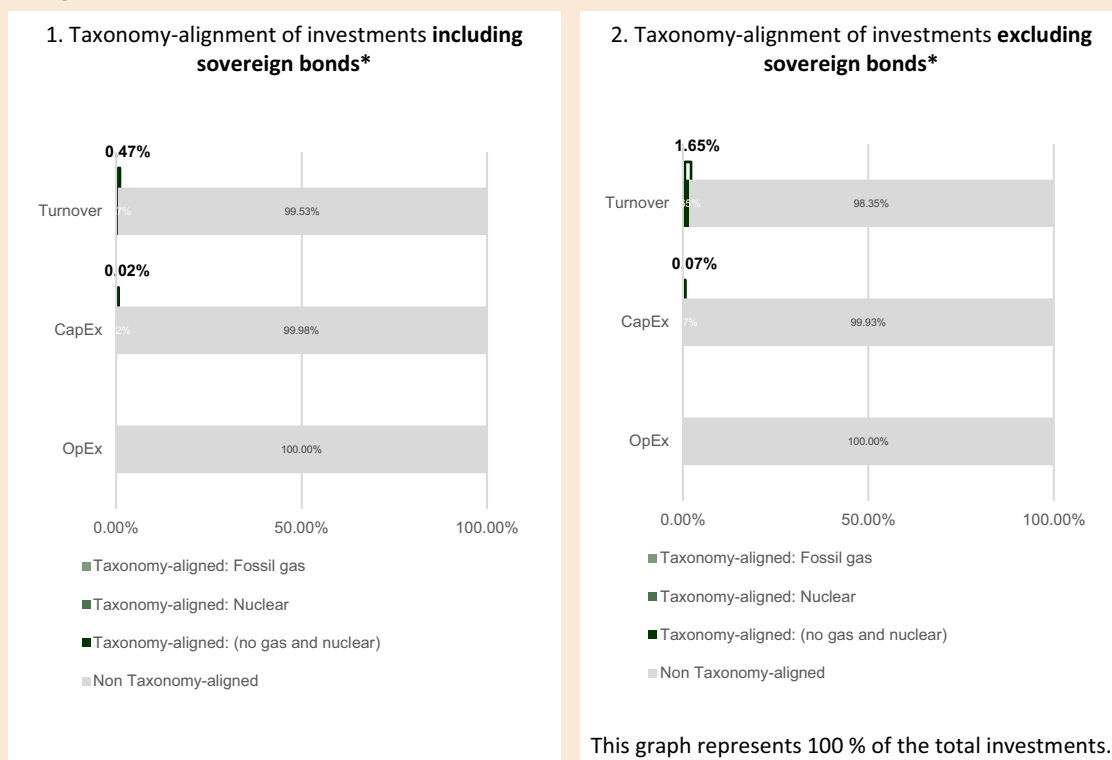 1. Taxonomy-alignment of investments including
sovereign bonds*
0.47%
Turnover
7%
99.53%
0.02%
CapEx
2%
99.98%
OpEx
100.00%
0.00%
50.00%
100.00%
Taxonomy-aligned: Fossil gas
Taxonomy-aligned: Nuclear
Taxonomy-aligned: (no gas and nuclear)
Non Taxonomy-aligned
2. Taxonomy-alignment of investments excluding
sovereign bonds*
1.65%
Turnover
65%
98.35%
0.07%
CapEx
7%
99.93%
OpEx
100.00%
0.00%
50.00%
100.00%
Taxonomy-aligned: Fossil gas
Taxonomy-aligned: Nuclear
Taxonomy-aligned: (no gas and nuclear)
Non Taxonomy-aligned
This graph represents 100 % of the total investments.